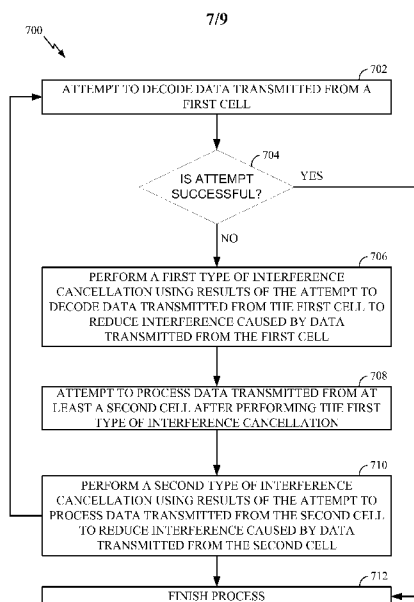 7/9
700
702
ATTEMPT TO DECODE DATA TRANSMITTED FROM A
FIRST CELL
704
IS ATTEMPT
SUCCESSFUL?
YES
NO
706
PERFORM A FIRST TYPE OF INTERFERENCE
CANCELLATION USING RESULTS OF THE ATTEMPT TO
DECODE DATA TRANSMITTED FROM THE FIRST CELL TO
REDUCE INTERFERENCE CAUSED BY DATA
TRANSMITTED FROM THE FIRST CELL
708
ATTEMPT TO PROCESS DATA TRANSMITTED FROM AT
LEAST A SECOND CELL AFTER PERFORMING THE FIRST
TYPE OF INTERFERENCE CANCELLATION
710
PERFORM A SECOND TYPE OF INTERFERENCE
CANCELLATION USING RESULTS OF THE ATTEMPT TO
PROCESS DATA TRANSMITTED FROM THE SECOND CELL
TO REDUCE INTERFERENCE CAUSED BY DATA
TRANSMITTED FROM THE SECOND CELL
712
FINISH PROCESS